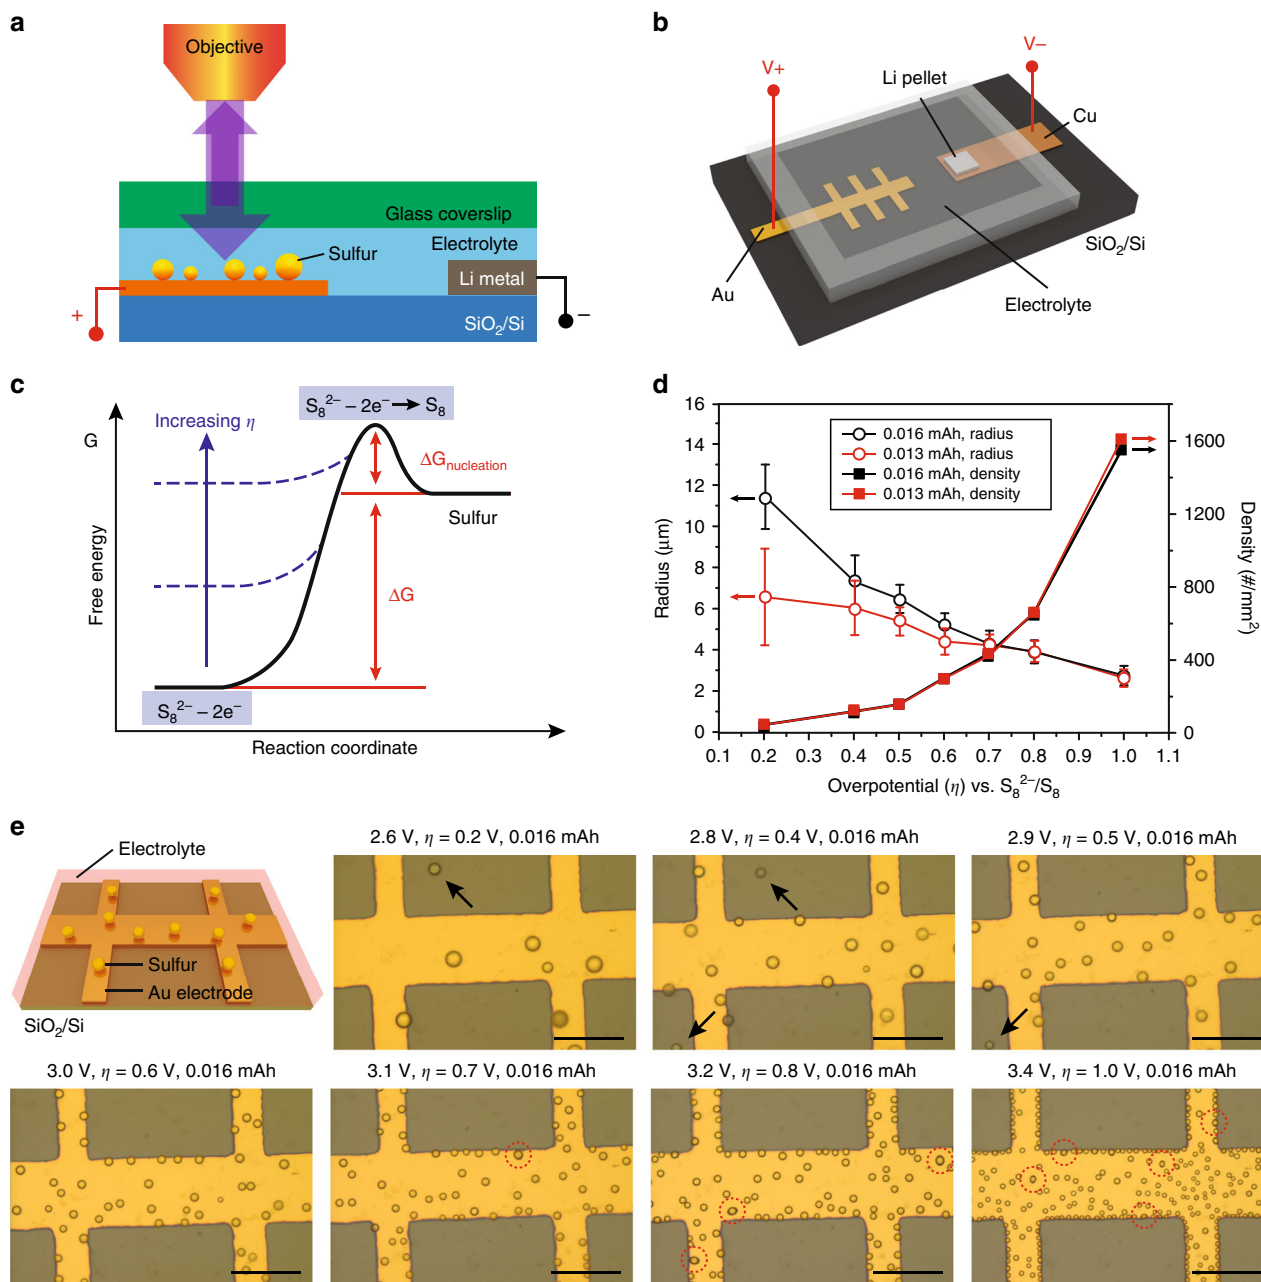 a
Objective
Glass coverslip
Electrolyte
Sulfur
Li metal
+
–
SiO2/Si
b
V+
V−
Li pellet
Cu
SiO2/Si
Au
Electrolyte
c
S8²⁻ – 2e⁻ → S8
Increasing η
G
ΔGnucleation
Sulfur
ΔG
Free energy
S8²⁻ – 2e⁻
Reaction coordinate
d
16
14
12
10
8
6
4
2
0
Radius (μm)
0.016 mAh, radius
0.013 mAh, radius
0.016 mAh, density
0.013 mAh, density
1600
1200
800
400
0
Density (#/mm²)
0.1 0.2 0.3 0.4 0.5 0.6 0.7 0.8 0.9 1.0 1.1
Overpotential (η) vs. S8²⁻/S8
e
Electrolyte
Sulfur
Au electrode
SiO2/Si
2.6 V, η = 0.2 V, 0.016 mAh
2.8 V, η = 0.4 V, 0.016 mAh
2.9 V, η = 0.5 V, 0.016 mAh
3.0 V, η = 0.6 V, 0.016 mAh
3.1 V, η = 0.7 V, 0.016 mAh
3.2 V, η = 0.8 V, 0.016 mAh
3.4 V, η = 1.0 V, 0.016 mAh